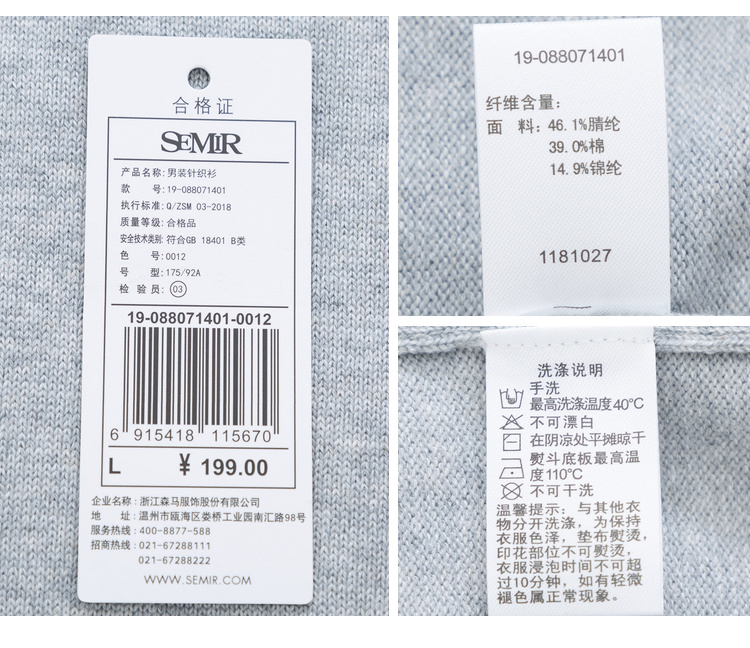 合格证
SEMIR
产品名称:男装针织衫
款 号:19-088071401
执行标准:Q/ZSM 03-2018
质量等级:合格品
安全技术类别:符合GB 18401 B类
色 号:0012
号 型:175/92A
检 验 员:03
19-088071401-0012
6 915418 115670
L ¥ 199.00
企业名称:浙江森马服饰股份有限公司
地 址:温州市瓯海区娄桥工业园南汇路98号
服务热线:400-8877-588
招商热线:021-67288111
021-67288222
WWW.SEMIR.COM
19-088071401
纤维含量:
面 料:46.1%腈纶
39.0%棉
14.9%锦纶
1181027
洗涤说明
手洗
最高洗涤温度40℃
不可漂白
在阴凉处平摊晾干
熨斗底板最高温
度110℃
不可干洗
温馨提示:与其他衣
物分开洗涤,为保持
衣服色泽,垫布熨烫,
印花部位不可熨烫,
衣服浸泡时间不可超
过10分钟,如有轻微
褪色属正常现象。